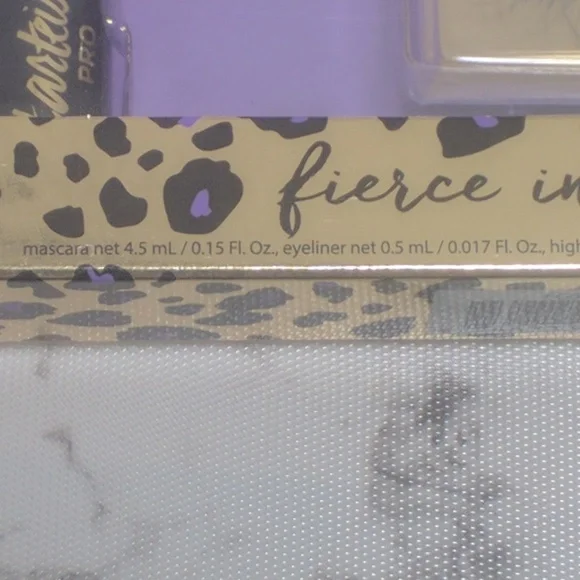 PRO
fierce in
mascara net 4.5 mL / 0.15 Fl. Oz., eyeliner net 0.5 mL / 0.017 Fl. Oz., high